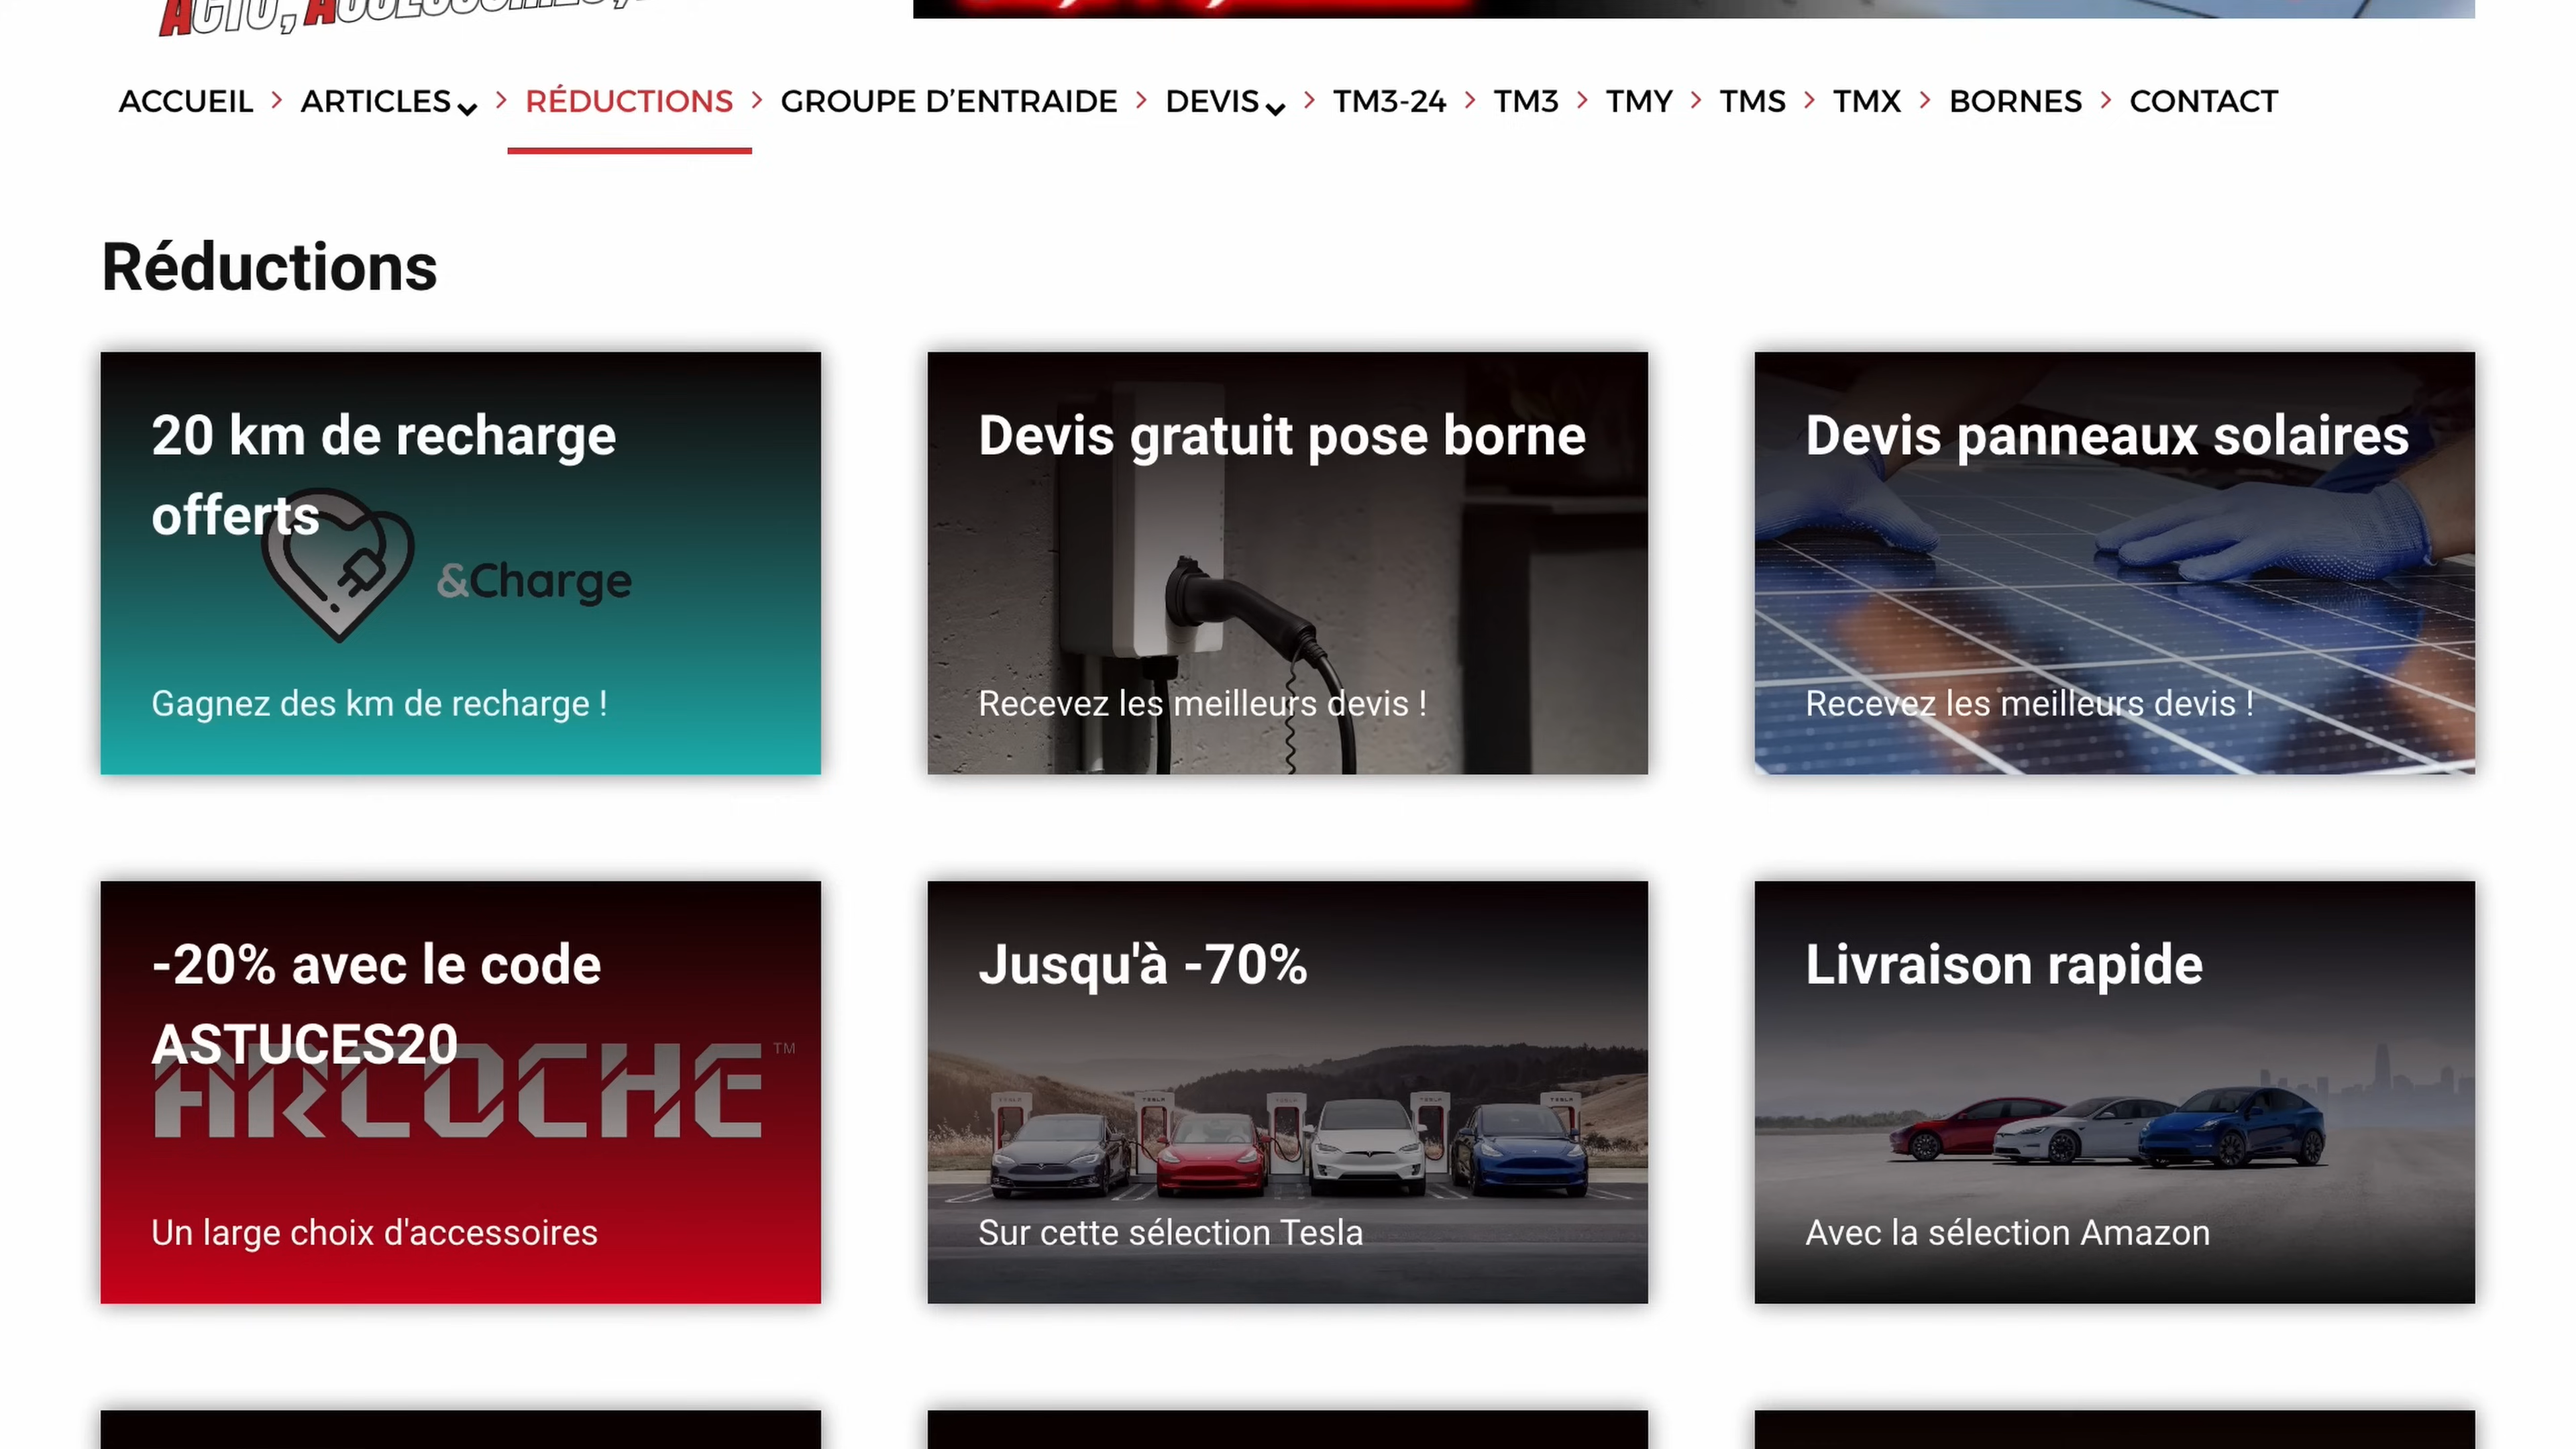 ACTU, ACCESSOIRES,
ACCUEIL > ARTICLES > RÉDUCTIONS > GROUPE D’ENTRAIDE > DEVIS > TM3-24 > TM3 > TMY > TMS > TMX > BORNES > CONTACT
Réductions
20 km de recharge
offerts
&Charge
Gagnez des km de recharge !
Devis gratuit pose borne
Recevez les meilleurs devis !
Devis panneaux solaires
Recevez les meilleurs devis !
-20% avec le code
ASTUCES20
ARCOCHE™
Un large choix d'accessoires
Jusqu'à -70%
Sur cette sélection Tesla
Livraison rapide
Avec la sélection Amazon